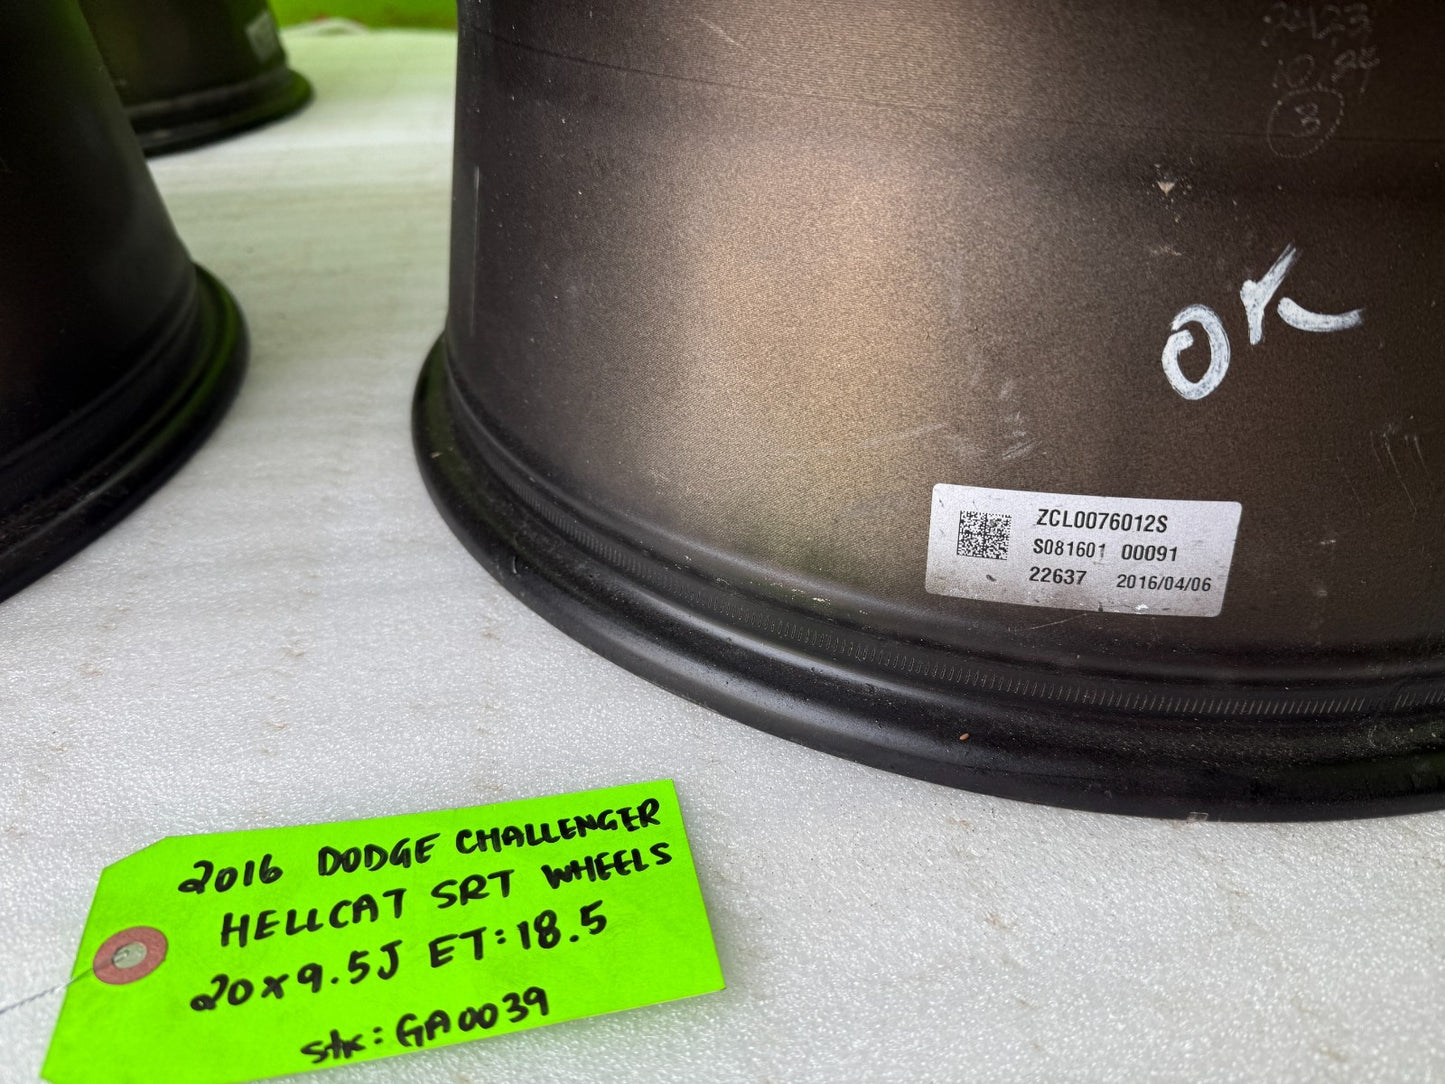 OK
ZCL0076012S
S081601 00091
22637 2016/04/06
2016 DODGE CHALLENGER
HELLCAT SRT WHEELS
20x9.5J ET:18.5
stk: GA0039